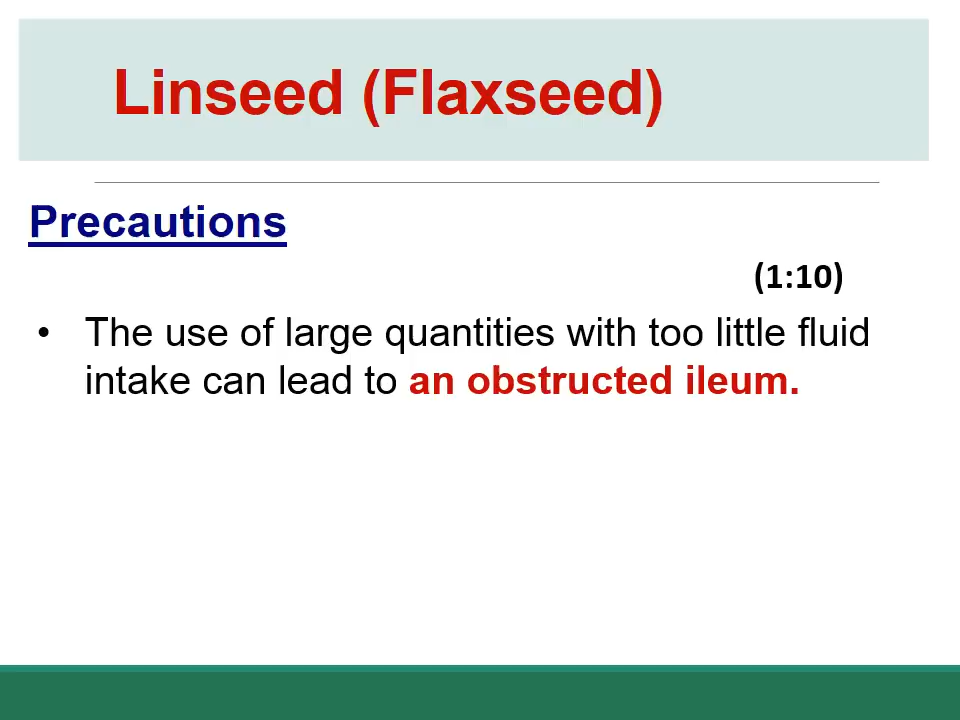 Linseed (Flaxseed)
Precautions
(1:10)
• The use of large quantities with too little fluid
intake can lead to an obstructed ileum.